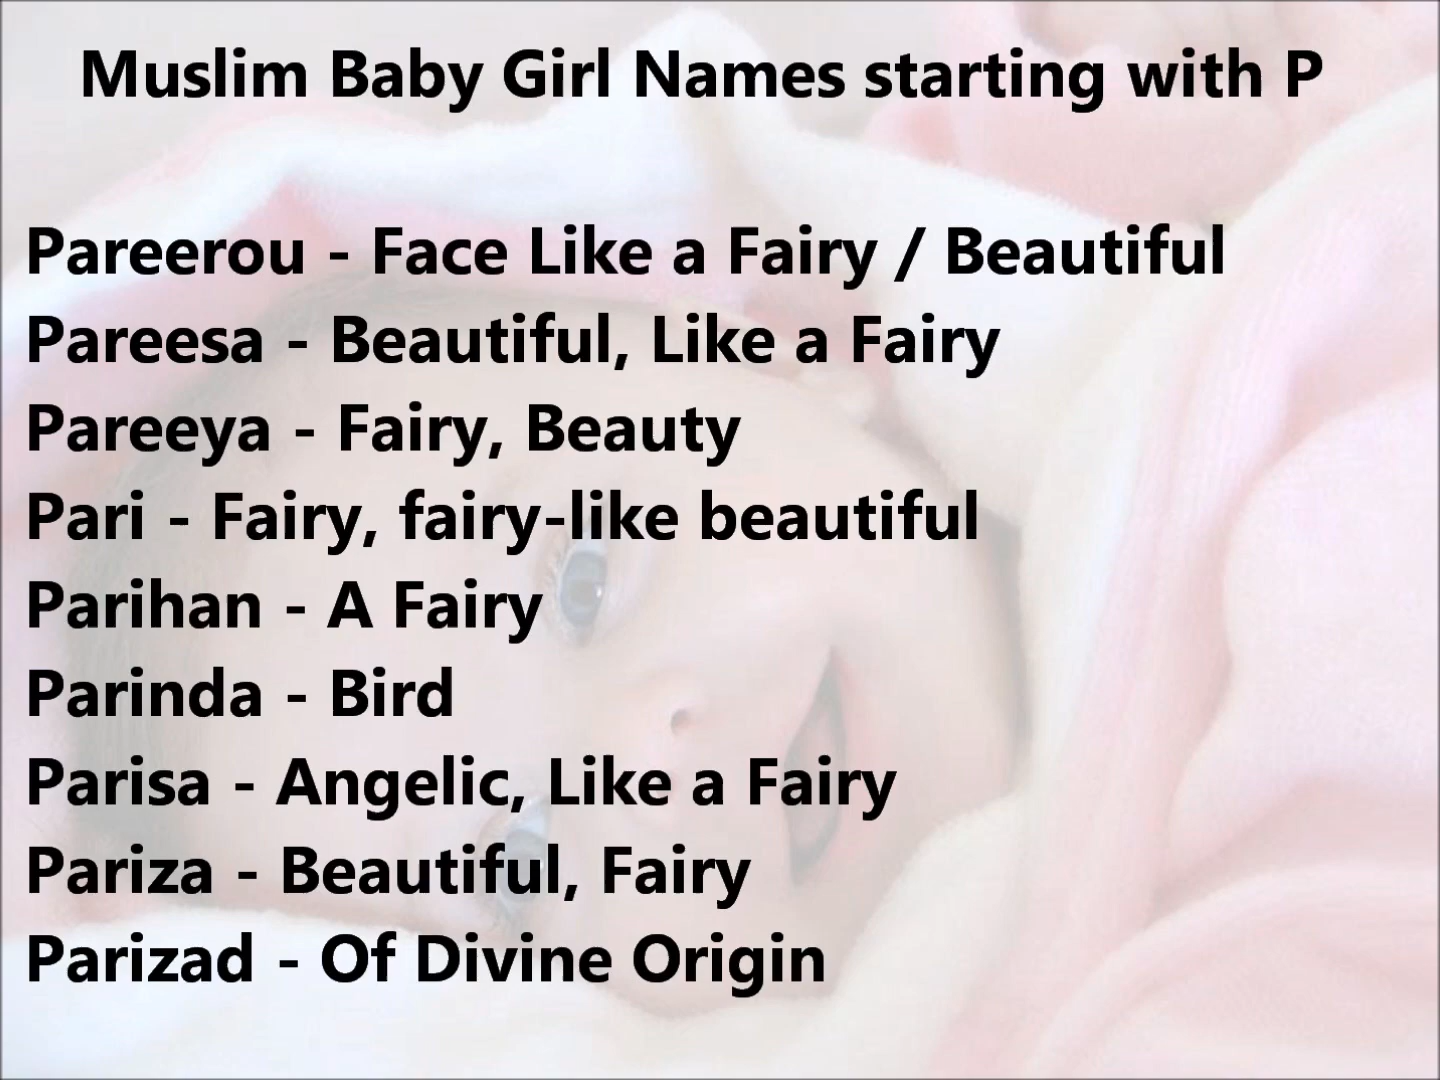 Muslim Baby Girl Names starting with P
Pareerou - Face Like a Fairy / Beautiful
Pareesa - Beautiful, Like a Fairy
Pareeya - Fairy, Beauty
Pari - Fairy, fairy-like beautiful
Parihan - A Fairy
Parinda - Bird
Parisa - Angelic, Like a Fairy
Pariza - Beautiful, Fairy
Parizad - Of Divine Origin